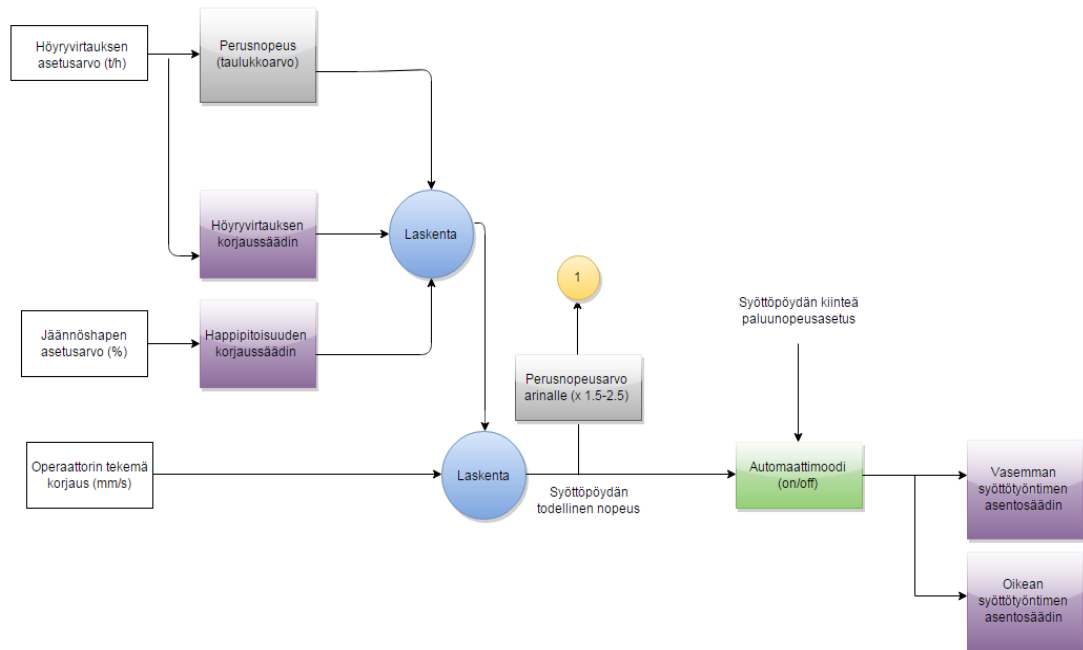 Höyryvirtauksen
asetusarvo (t/h)
Perusnopeus
(taulukkoarvo)
Höyryvirtauksen
korjaussäädin
Laskenta
Jäännöshapen
asetusarvo (%)
Happipitoisuuden
korjaussäädin
1
Syöttöpöydän kiinteä
paluunopeusasetus
Perusnopeusarvo
arinalle (x 1.5-2.5)
Operaattorin tekemä
korjaus (mm/s)
Laskenta
Syöttöpöydän
todellinen nopeus
Automaattimoodi
(on/off)
Vasemman
syöttötyöntimen
asentosäädin
Oikean
syöttötyöntimen
asentosäädin